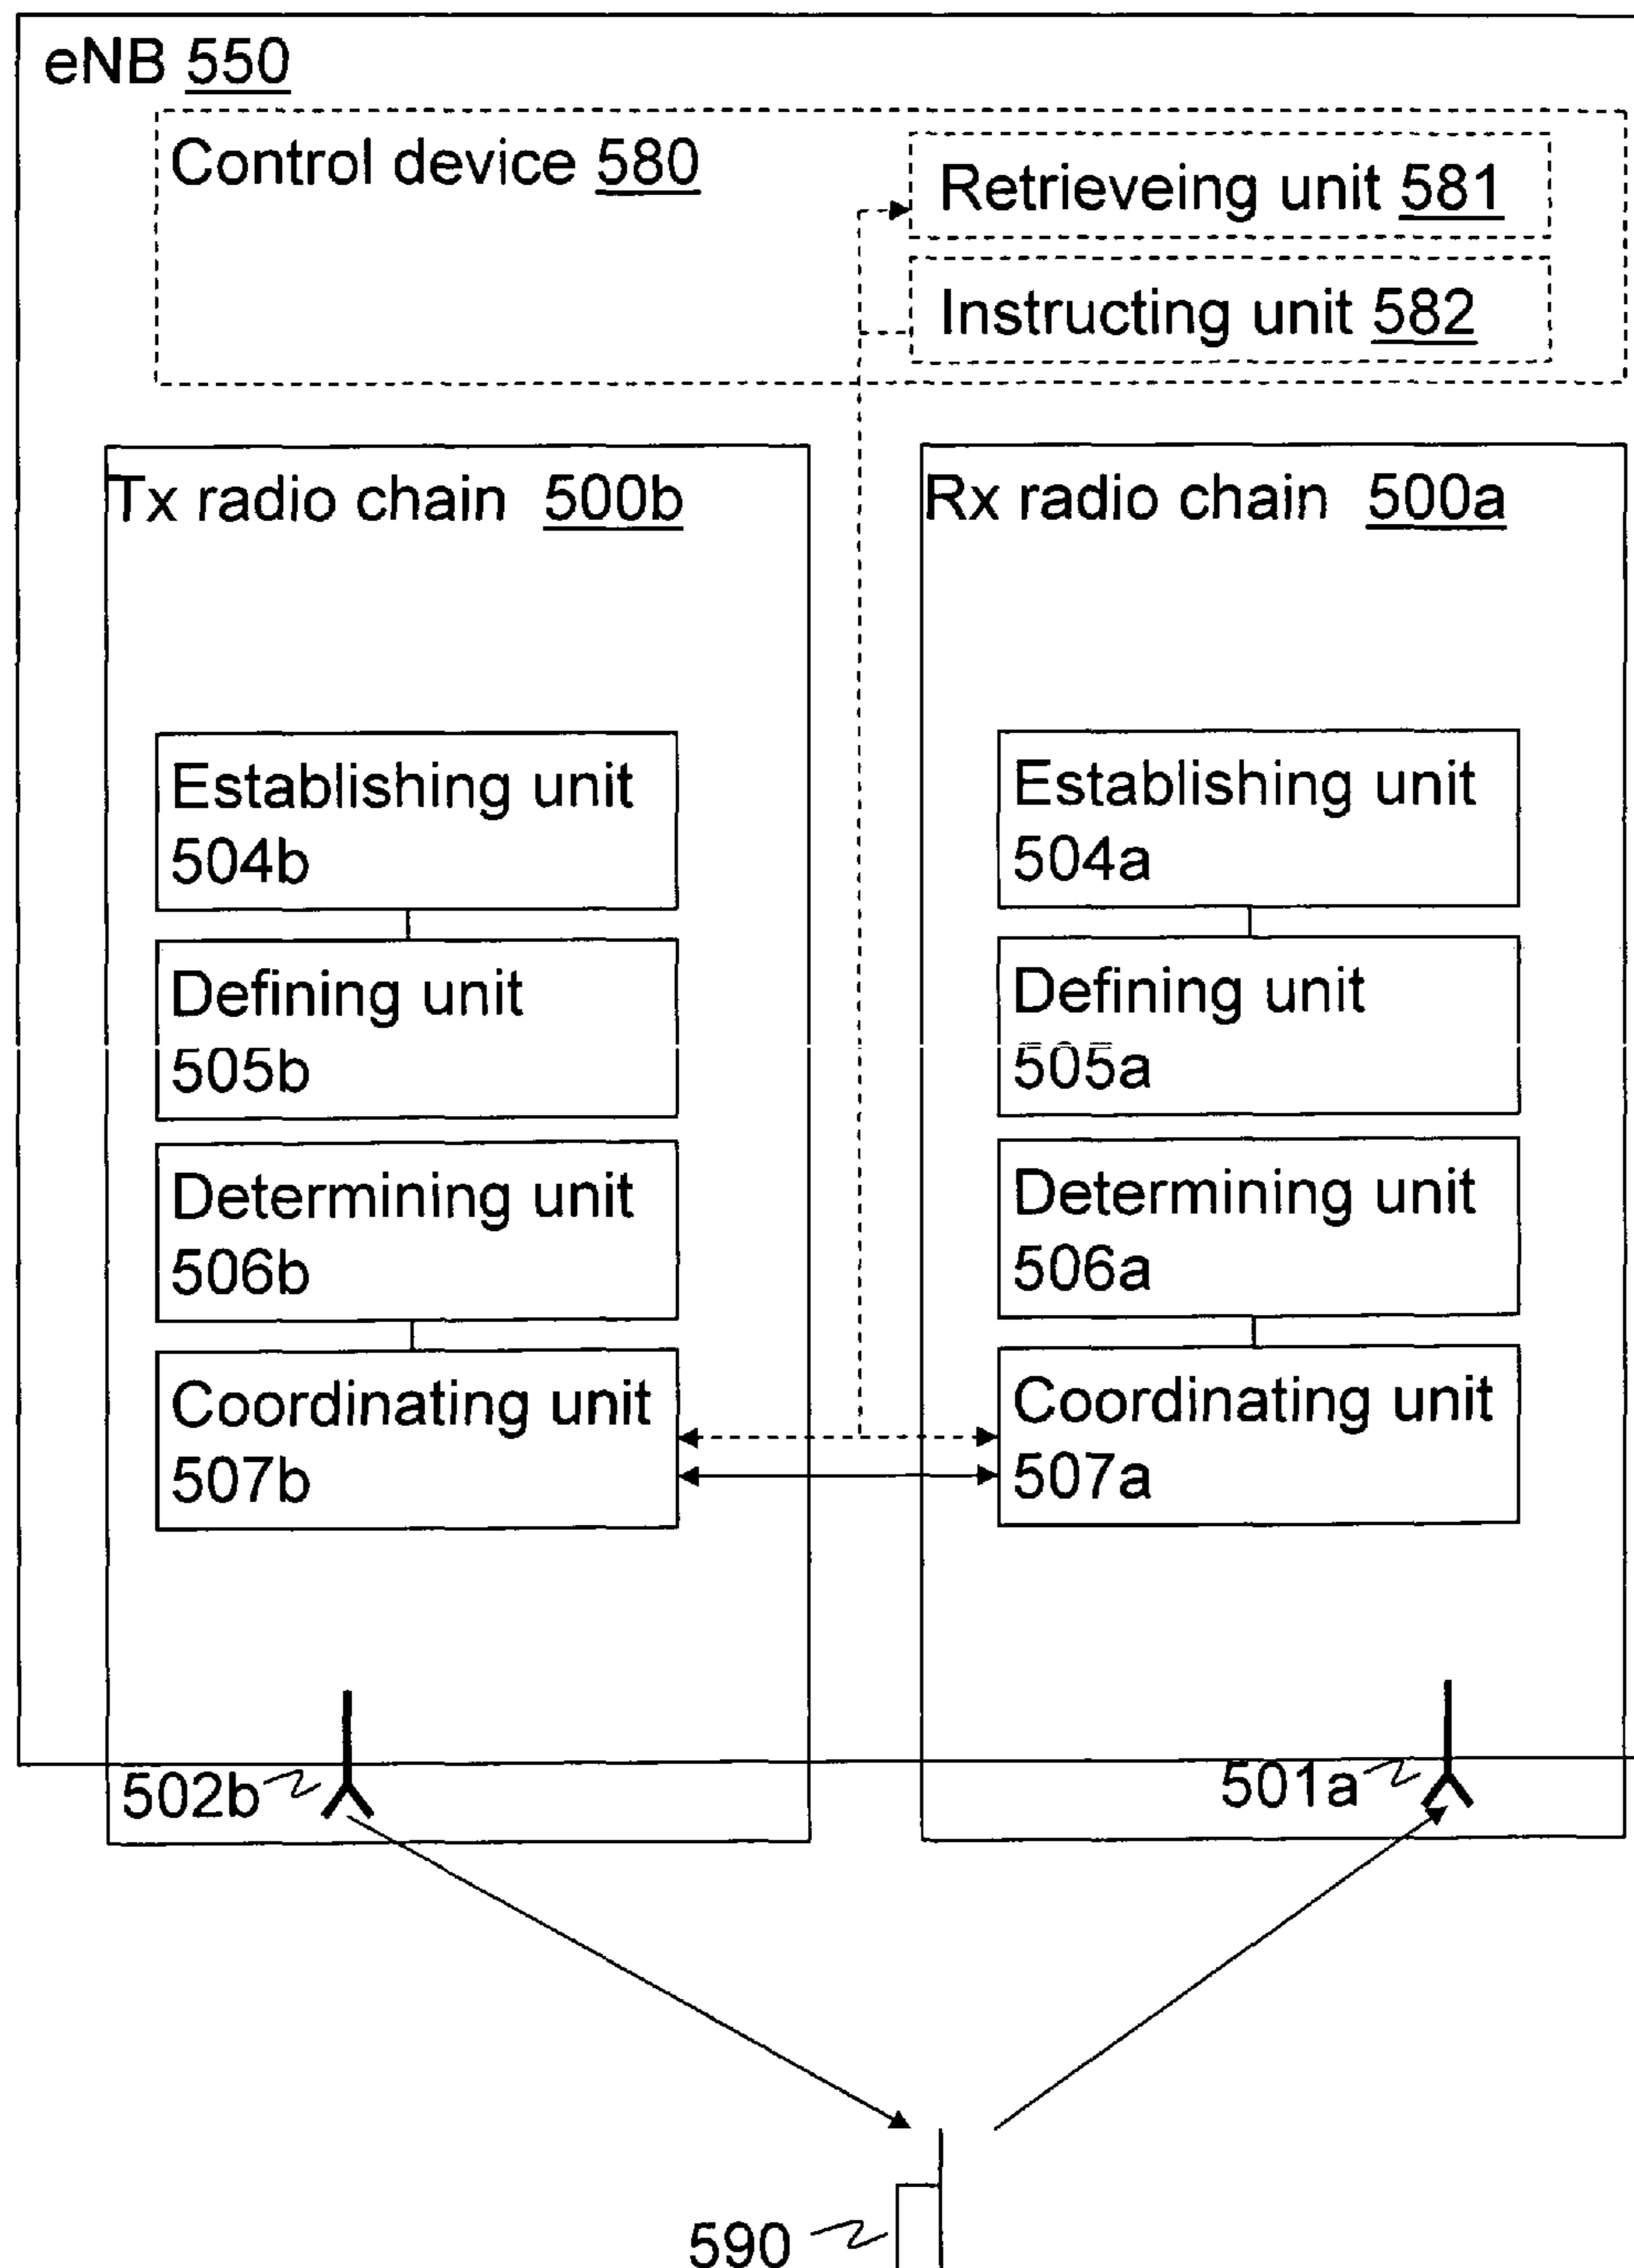 eNB 550
Control device 580
Retrieveing unit 581
Instructing unit 582
Tx radio chain 500b
Rx radio chain 500a
Establishing unit
504b
Establishing unit
504a
Defining unit
505b
Defining unit
505a
Determining unit
506b
Determining unit
506a
Coordinating unit
507b
Coordinating unit
507a
502b
501a
590